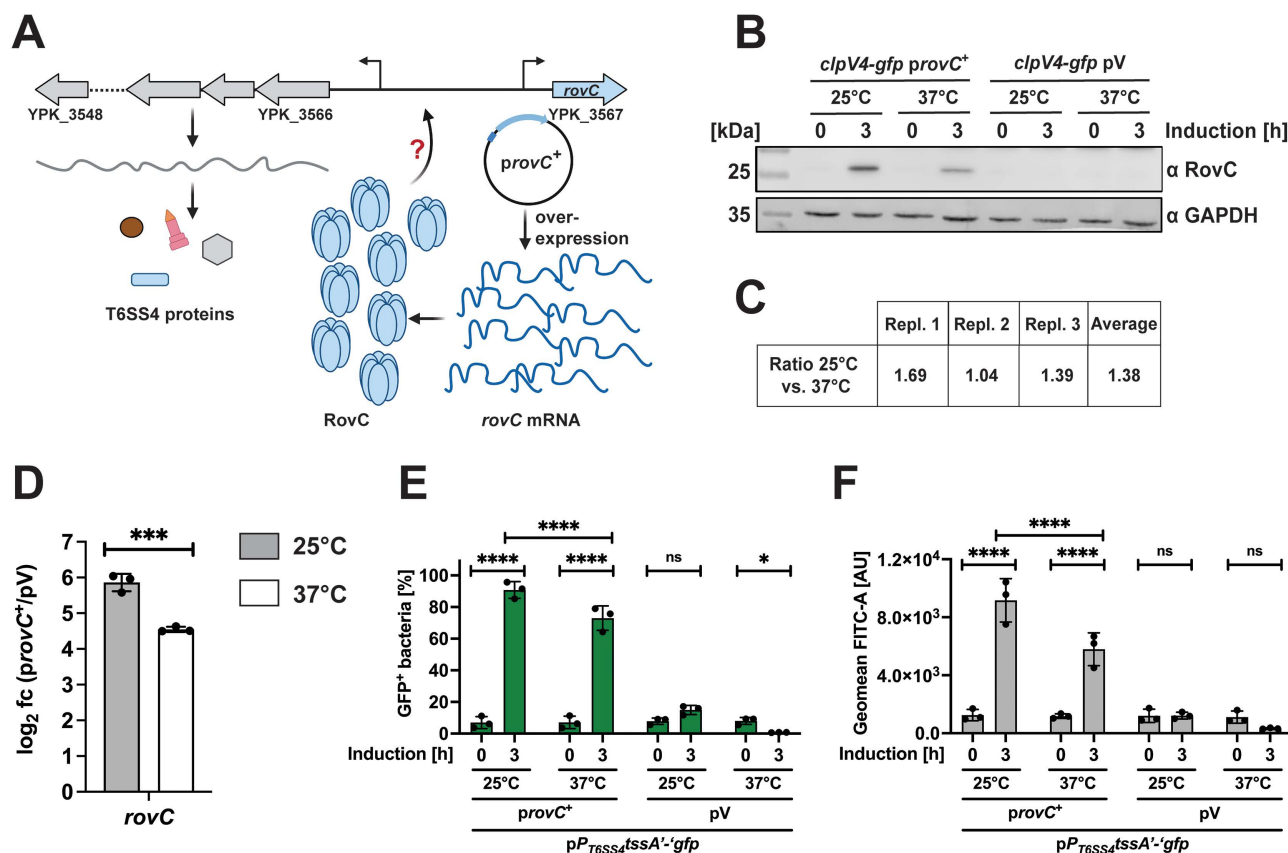 A
rovC
YPK_3548
YPK_3566
YPK_3567
?
provC+
over-
expression
T6SS4 proteins
RovC
rovC mRNA
B
clpV4-gfp provC+
clpV4-gfp pV
25°C 37°C 25°C 37°C
[kDa] 0 3 0 3 0 3 0 3 Induction [h]
25 α RovC
35 α GAPDH
C
Repl. 1 Repl. 2 Repl. 3 Average
Ratio 25°C
vs. 37°C
1.69 1.04 1.39 1.38
D
log2 fc (provC+/pV)
7
6
5
4
3
2
1
0
***
rovC
25°C
37°C
E
GFP+ bacteria [%]
100
80
60
40
20
0
****
**** **** ns *
Induction [h] 0 3 0 3 0 3 0 3
25°C 37°C 25°C 37°C
provC+ pV
pPT6SS4tssA'-'gfp
F
Geomean FITC-A [AU]
1.2×10⁴
8.0×10³
4.0×10³
0.0
****
**** **** ns ns
Induction [h] 0 3 0 3 0 3 0 3
25°C 37°C 25°C 37°C
provC+ pV
pPT6SS4tssA'-'gfp